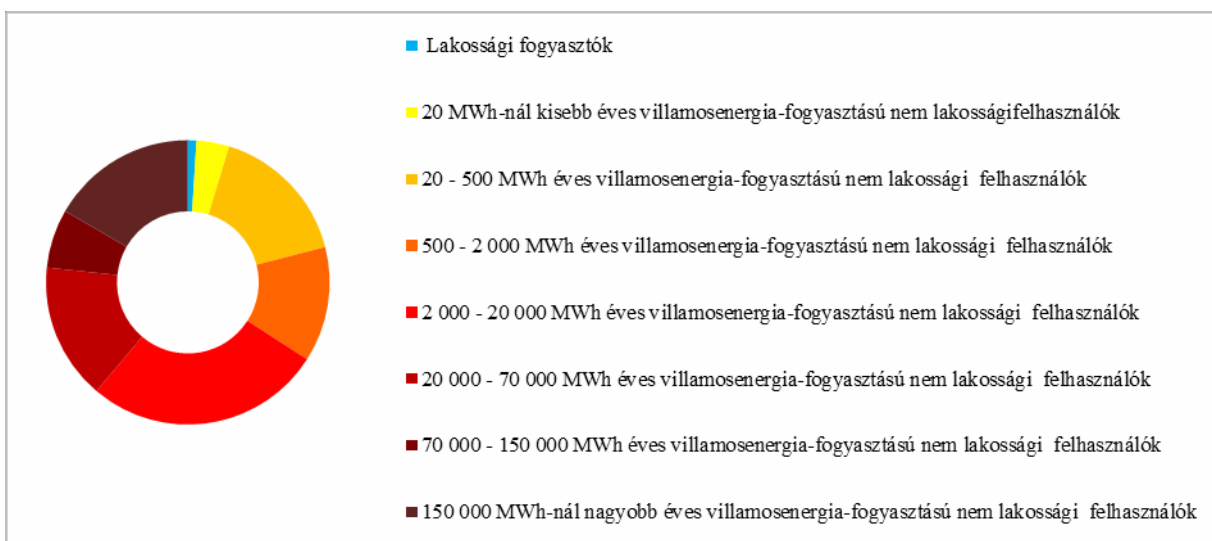 Lakossági fogyasztók
20 MWh-nál kisebb éves villamosenergia-fogyasztású nem lakosságifelhasználók
20 - 500 MWh éves villamosenergia-fogyasztású nem lakossági felhasználók
500 - 2 000 MWh éves villamosenergia-fogyasztású nem lakossági felhasználók
2 000 - 20 000 MWh éves villamosenergia-fogyasztású nem lakossági felhasználók
20 000 - 70 000 MWh éves villamosenergia-fogyasztású nem lakossági felhasználók
70 000 - 150 000 MWh éves villamosenergia-fogyasztású nem lakossági felhasználók
150 000 MWh-nál nagyobb éves villamosenergia-fogyasztású nem lakossági felhasználók